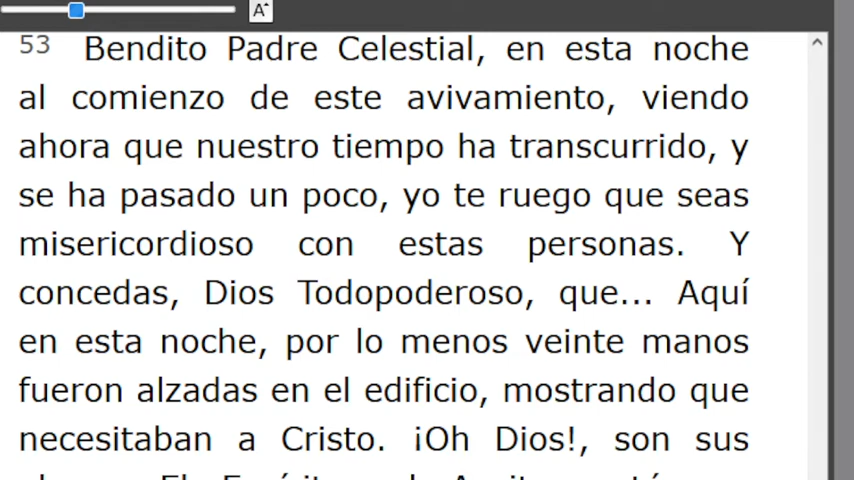 A
53 Bendito Padre Celestial, en esta noche
al comienzo de este avivamiento, viendo
ahora que nuestro tiempo ha transcurrido, y
se ha pasado un poco, yo te ruego que seas
misericordioso con estas personas. Y
concedas, Dios Todopoderoso, que... Aquí
en esta noche, por lo menos veinte manos
fueron alzadas en el edificio, mostrando que
necesitaban a Cristo. ¡Oh Dios!, son sus